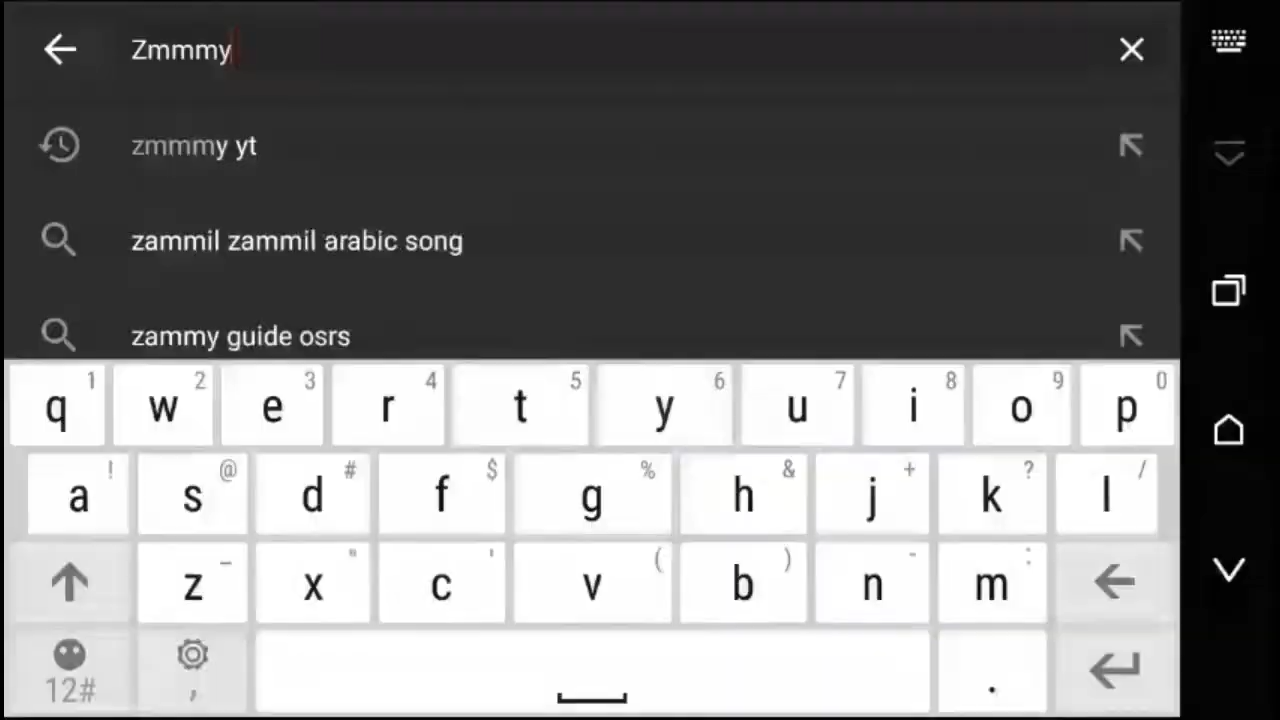 Zmmmy
zmmmy yt
zammil zammil arabic song
zammy guide osrs
1 2 3 4 5 6 7 8 9 0
q w e r t y u i o p
! @ # $ % & + ? /
a s d f g h j k l
_ " ' ( ) - :
z x c v b n m
12# , .